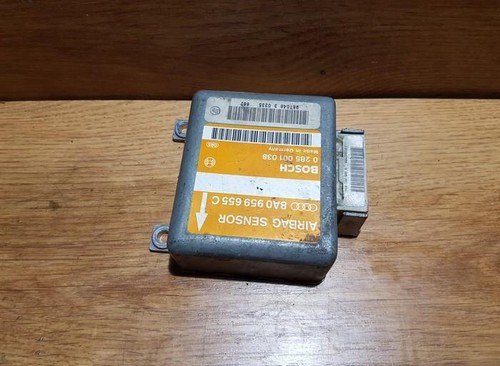 AIRBAG SENSOR
8A0 959 655 C
BOSCH
0 285 001 038
Made in Germany